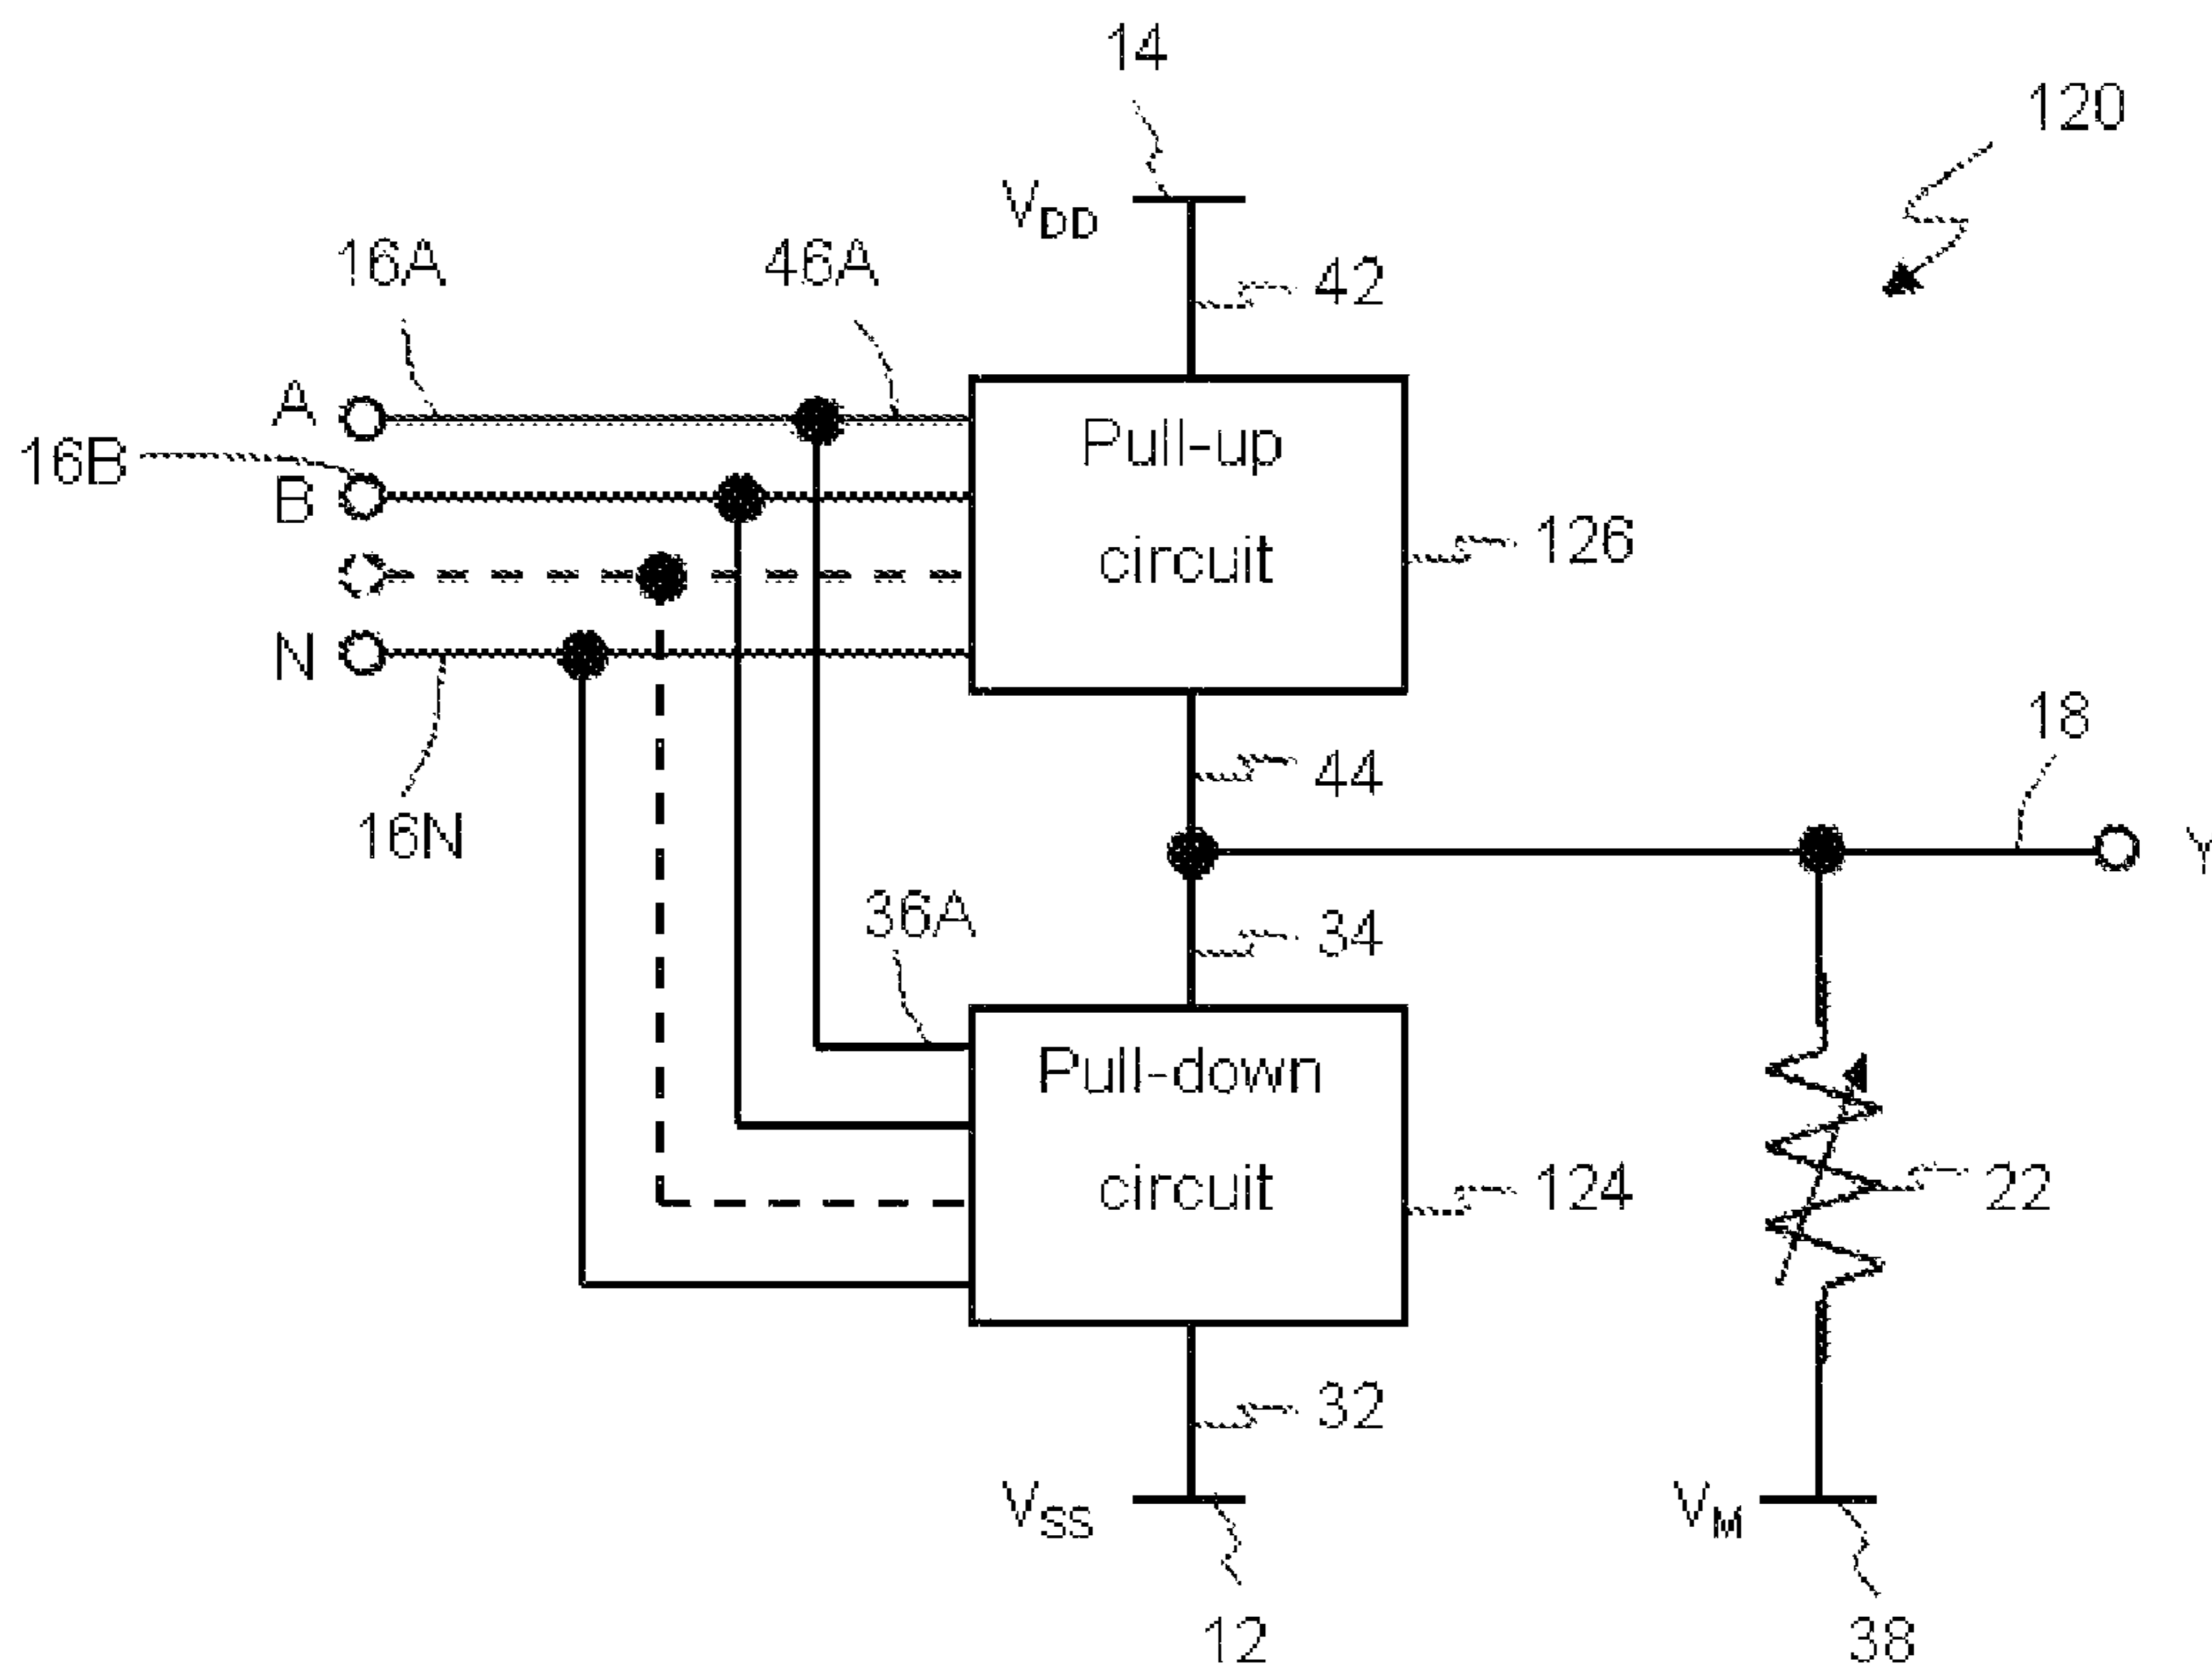 14
120
VDD
16A
46A
42
A
Pull-up
16B
B
circuit
126
N
18
44
16N
36A
34
Y
Pull-down
circuit
124
22
32
VSS
VM
12
38